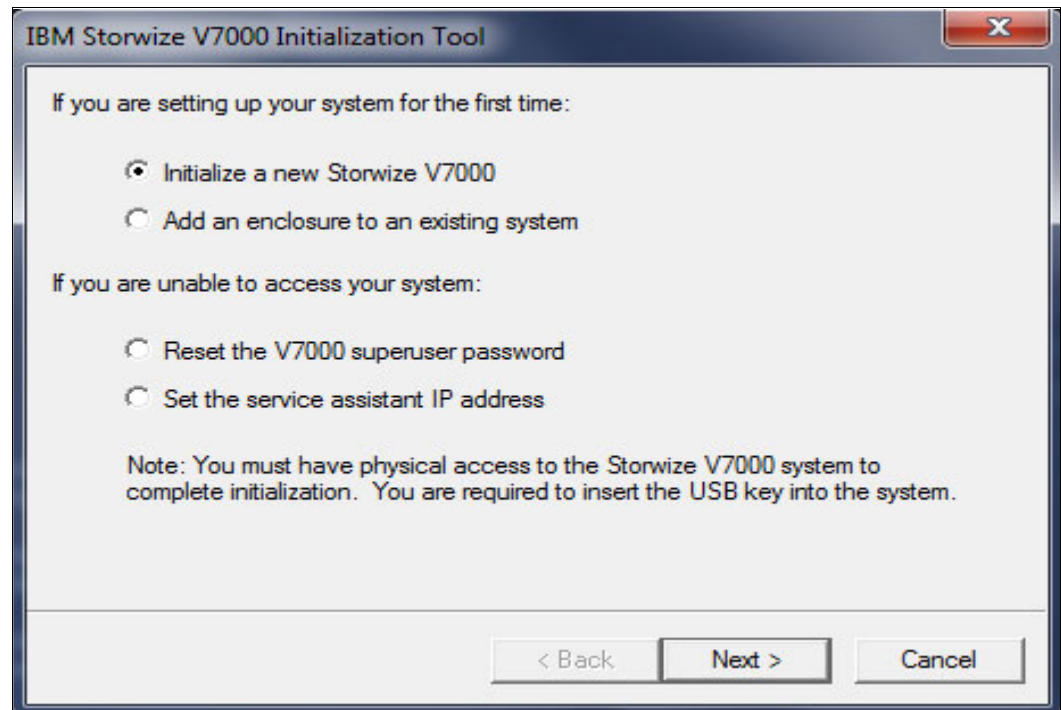 IBM Storwize V7000 Initialization Tool
If you are setting up your system for the first time:
Initialize a new Storwize V7000
Add an enclosure to an existing system
If you are unable to access your system:
Reset the V7000 superuser password
Set the service assistant IP address
Note: You must have physical access to the Storwize V7000 system to
complete initialization. You are required to insert the USB key into the system.
< Back Next > Cancel